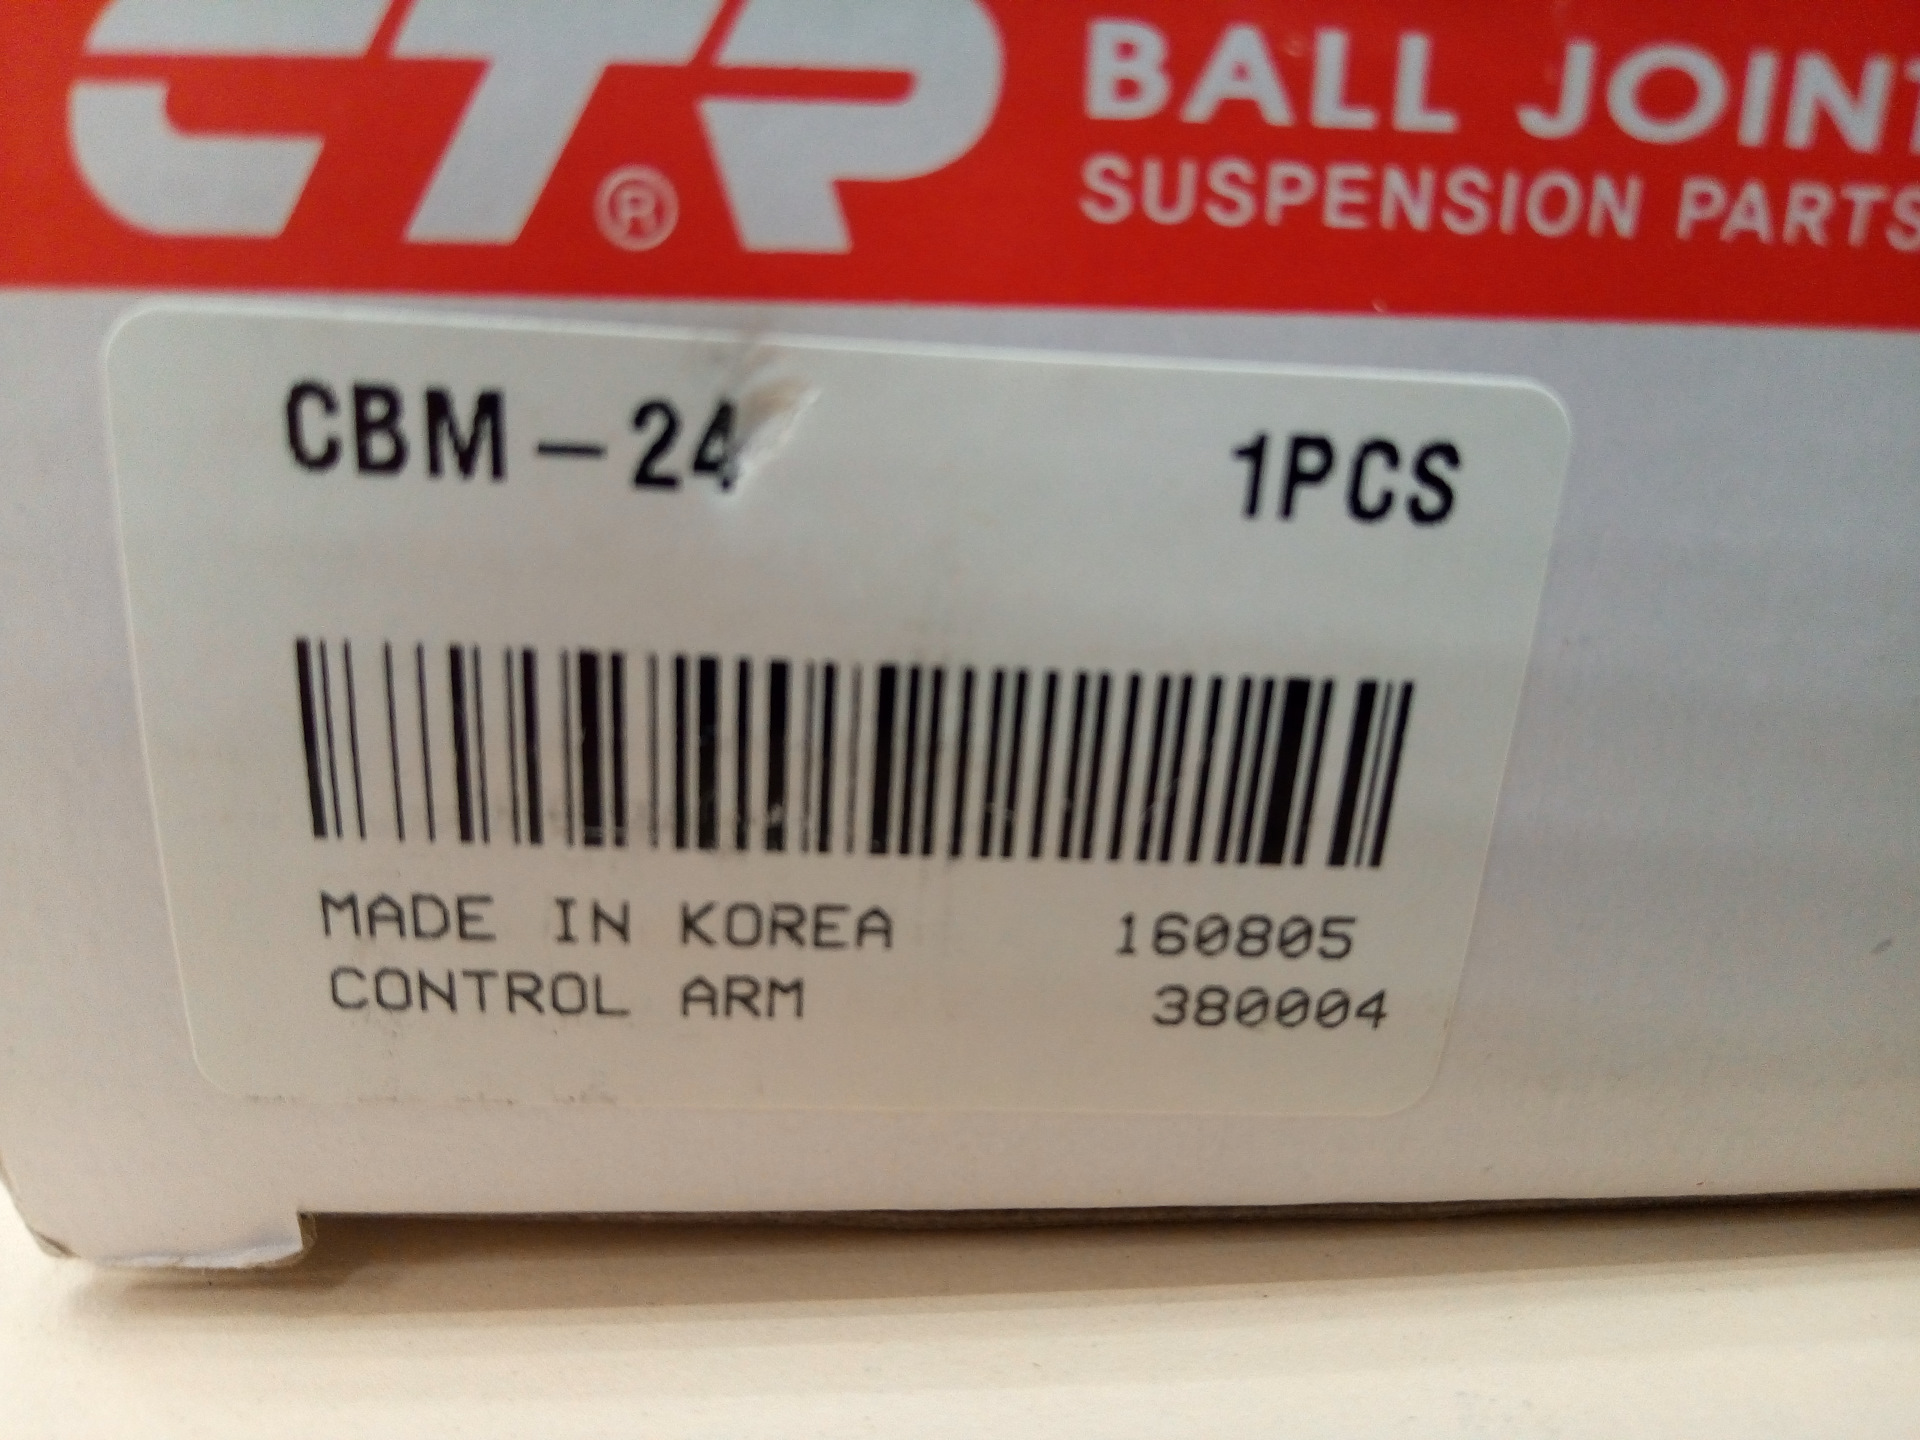 CTR®
BALL JOINT
SUSPENSION PARTS
CBM-24
1PCS
MADE IN KOREA 160805
CONTROL ARM 380004